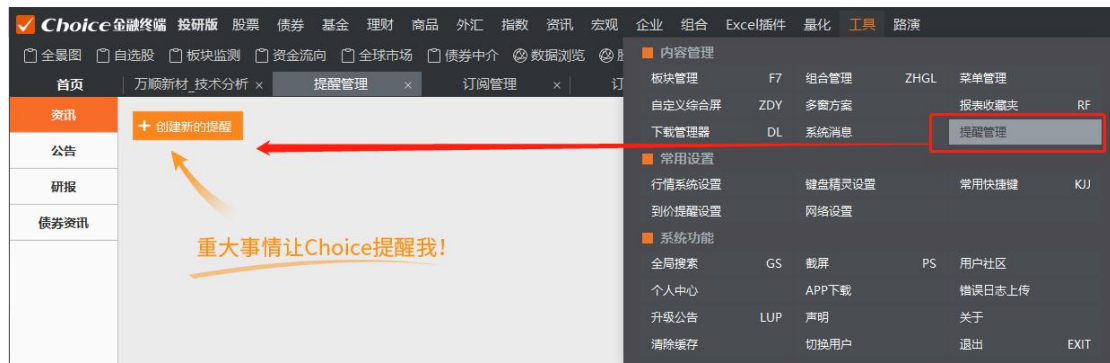 Choice金融终端 投研版 股票 债券 基金 理财 商品 外汇 指数 资讯 宏观 企业 组合 Excel插件 量化 工具 路演
全景图 自选股 板块监测 资金流向 全球市场 债券中介 数据浏览
首页 万顺新材_技术分析 × 提醒管理 × 订阅管理 × 订
资讯
公告
研报
债券资讯
+ 创建新的提醒
重大事情让Choice提醒我！
内容管理
板块管理 F7 组合管理 ZHGL 菜单管理
自定义综合屏 ZDY 多窗方案 报表收藏夹 RF
下载管理器 DL 系统消息 提醒管理
常用设置
行情系统设置 键盘精灵设置 常用快捷键 KJJ
到价提醒设置 网络设置
系统功能
全局搜索 GS 截屏 PS 用户社区
个人中心 APP下载 错误日志上传
升级公告 LUP 声明 关于
清除缓存 切换用户 退出 EXIT